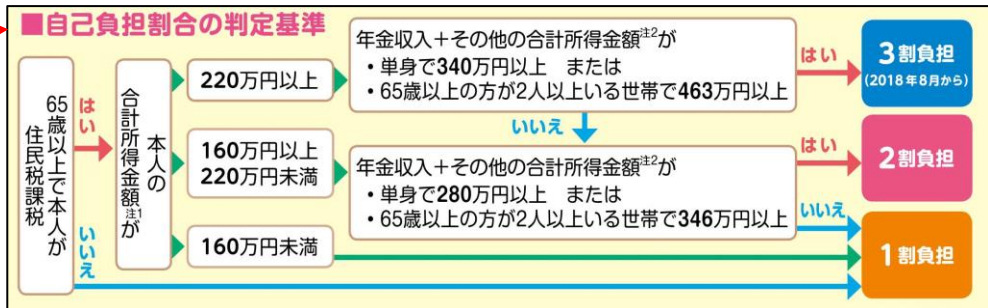 ■自己負担割合の判定基準
65歳以上で本人が
住民税課税
はい
いいえ
本人の
合計所得金額注1が
220万円以上
160万円以上
220万円未満
160万円未満
年金収入＋その他の合計所得金額注2が
・単身で340万円以上 または
・65歳以上の方が2人以上いる世帯で463万円以上
はい
いいえ
年金収入＋その他の合計所得金額注2が
・単身で280万円以上 または
・65歳以上の方が2人以上いる世帯で346万円以上
はい
いいえ
3割負担
(2018年8月から)
2割負担
1割負担